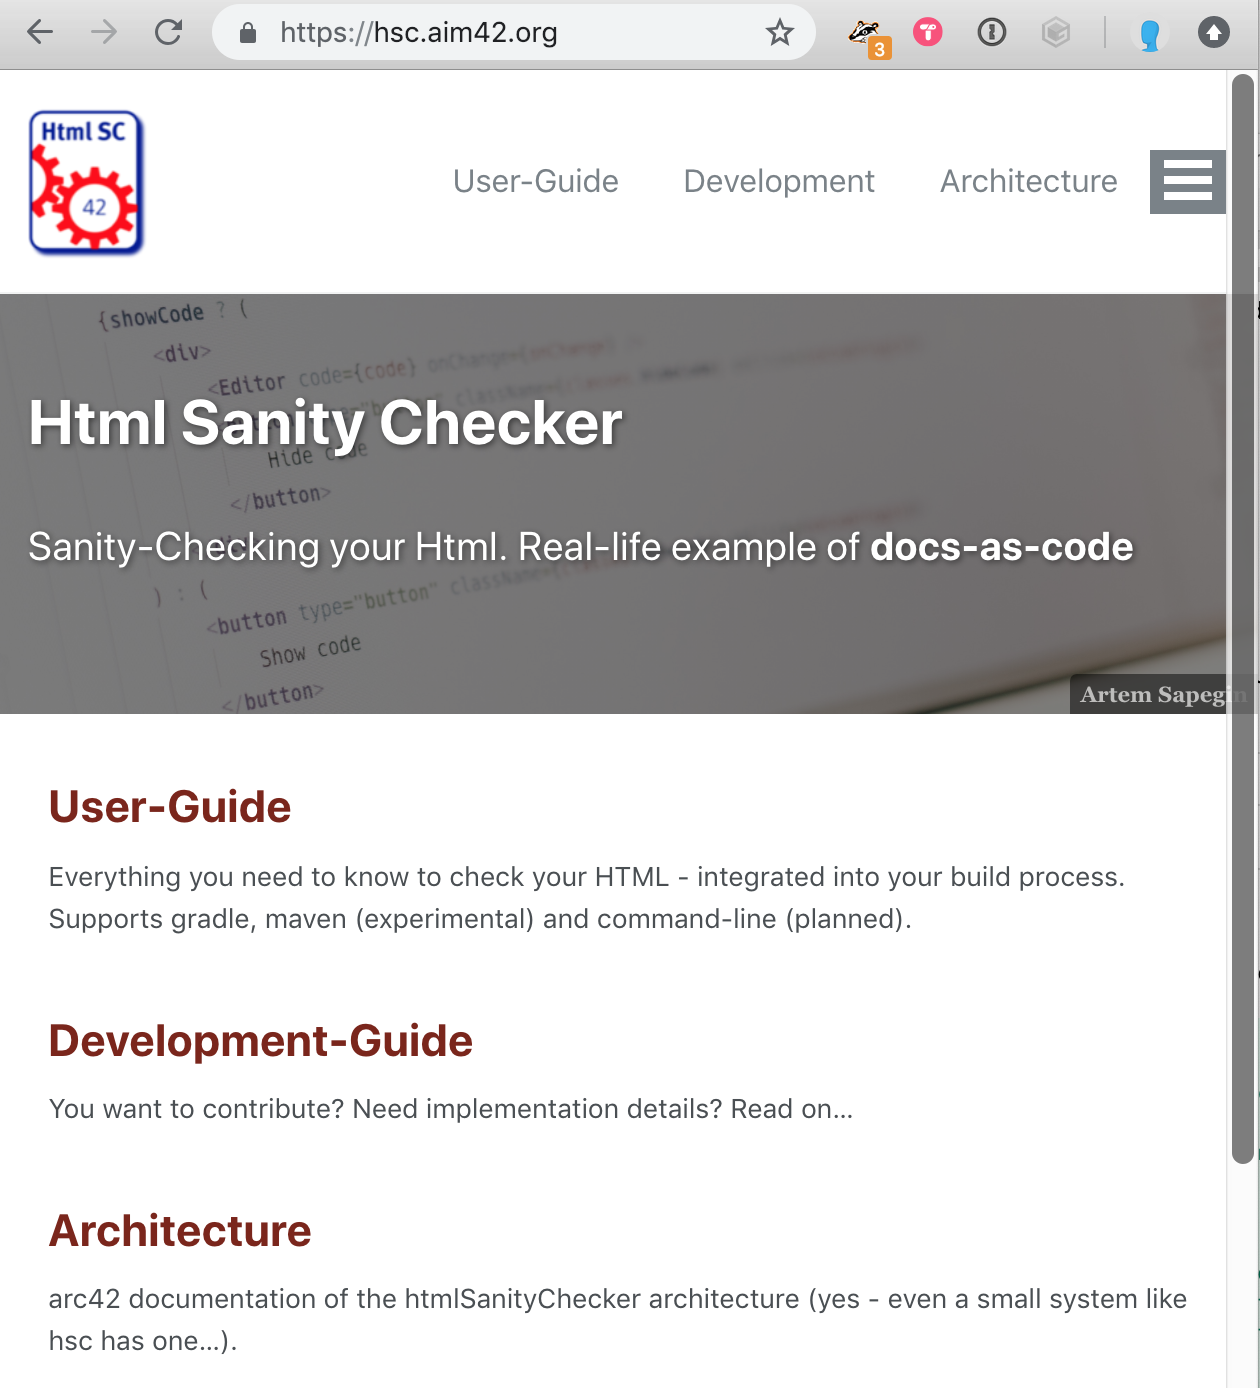 https://hsc.aim42.org
3
Html SC
42
User-Guide
Development
Architecture
{showCode ? (
<div>
<Editor code={code} onChange={onChange} />
Html Sanity Checker
Hide code
</button>
Sanity-Checking your Html. Real-life example of docs-as-code
) : (
<button type="button"
Show code
</button>
Artem Sapegin
User-Guide
Everything you need to know to check your HTML - integrated into your build process.
Supports gradle, maven (experimental) and command-line (planned).
Development-Guide
You want to contribute? Need implementation details? Read on...
Architecture
arc42 documentation of the htmlSanityChecker architecture (yes - even a small system like
hsc has one...).